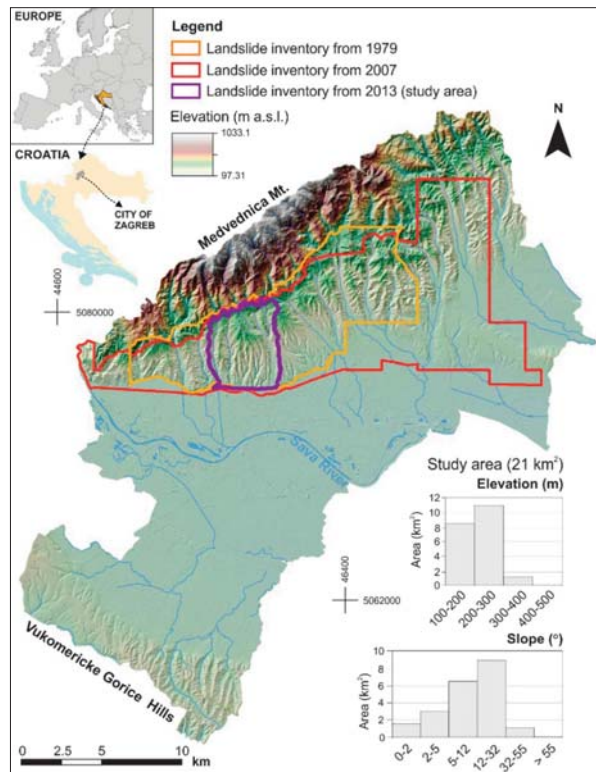 EUROPE
CROATIA
CITY OF
ZAGREB
Legend
Landslide inventory from 1979
Landslide inventory from 2007
Landslide inventory from 2013 (study area)
Elevation (m a.s.l.)
1033.1
97.31
N
Medvednica Mt.
44600
5080000
Sava River
46400
5062000
Vukomericke Gorice Hills
0 2.5 5 10
km
Study area (21 km²)
Elevation (m)
Area (km²)
12
10
8
6
4
2
0
100-200
200-300
300-400
400-500
Slope (°)
Area (km²)
10
8
6
4
2
0
0-2
2-5
5-12
12-32
32-55
> 55